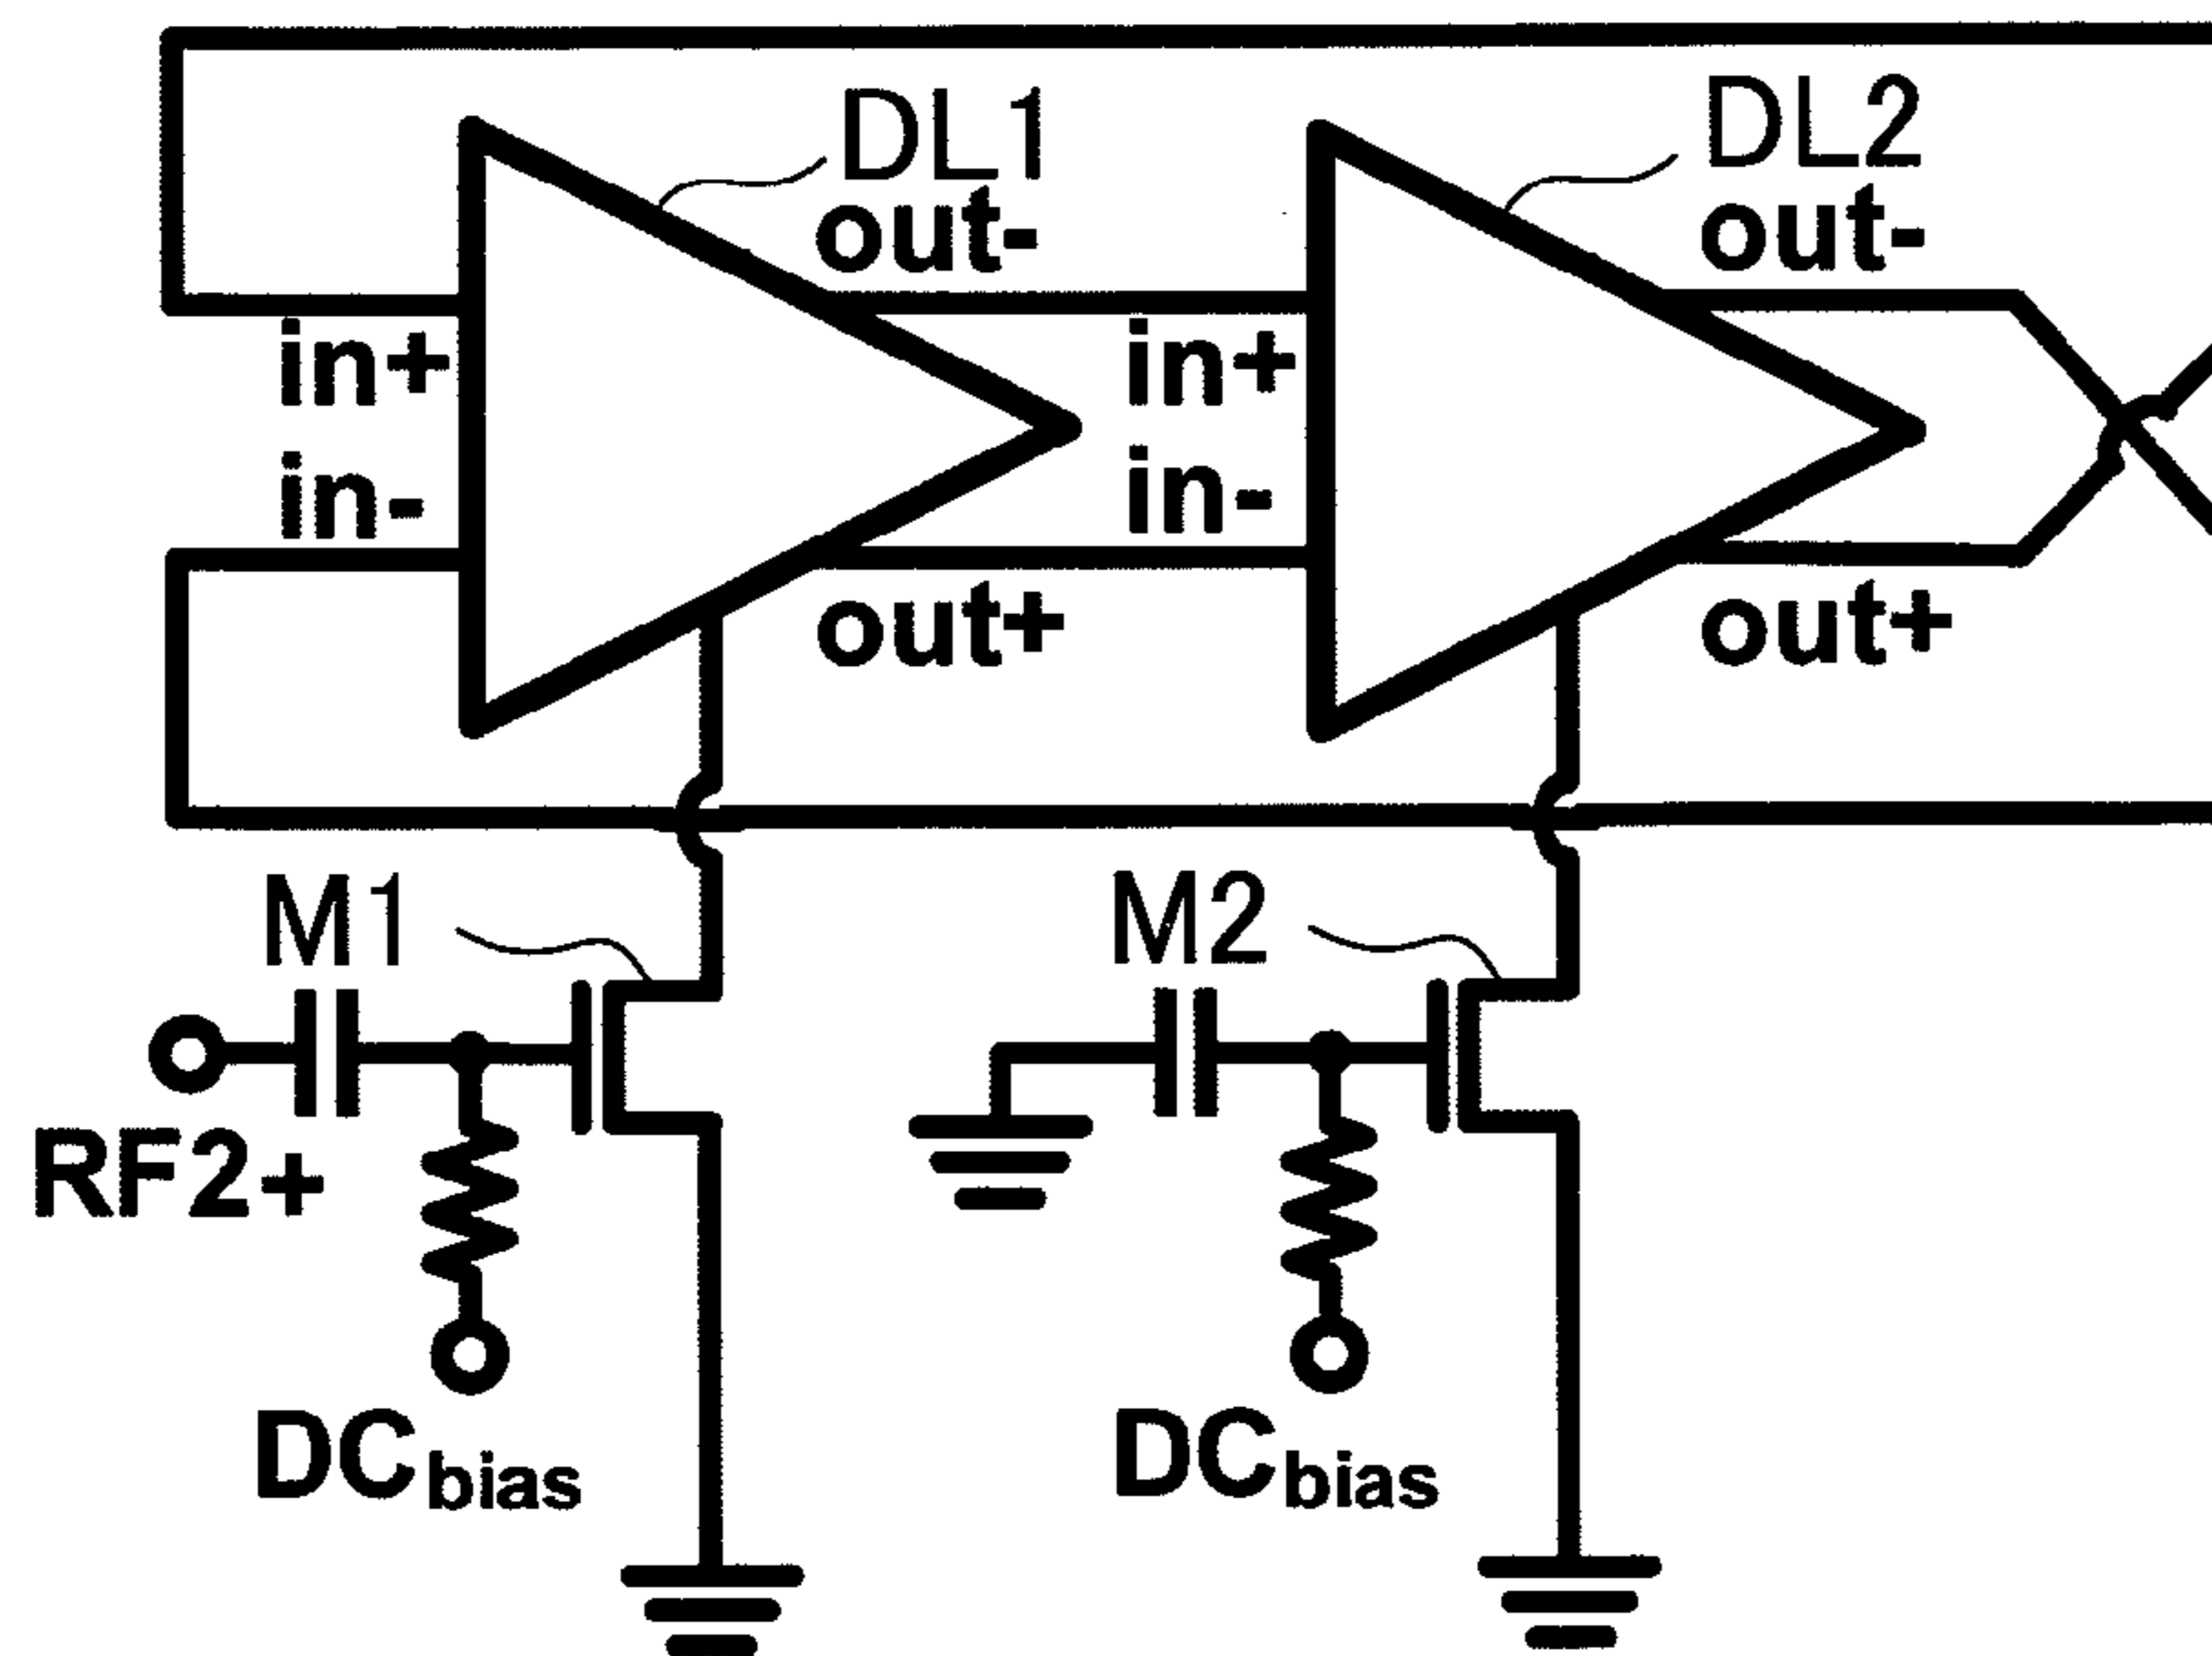 DL1
DL2
out-
out-
in+
in+
in-
in-
out+
out+
M1
M2
RF2+
DCbias
DCbias